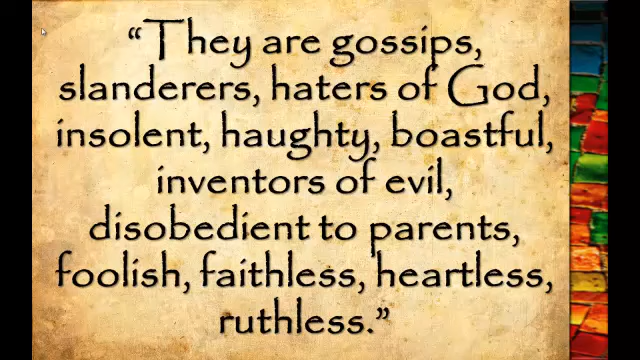 “They are gossips,
slanderers, haters of God,
insolent, haughty, boastful,
inventors of evil,
disobedient to parents,
foolish, faithless, heartless,
ruthless.”